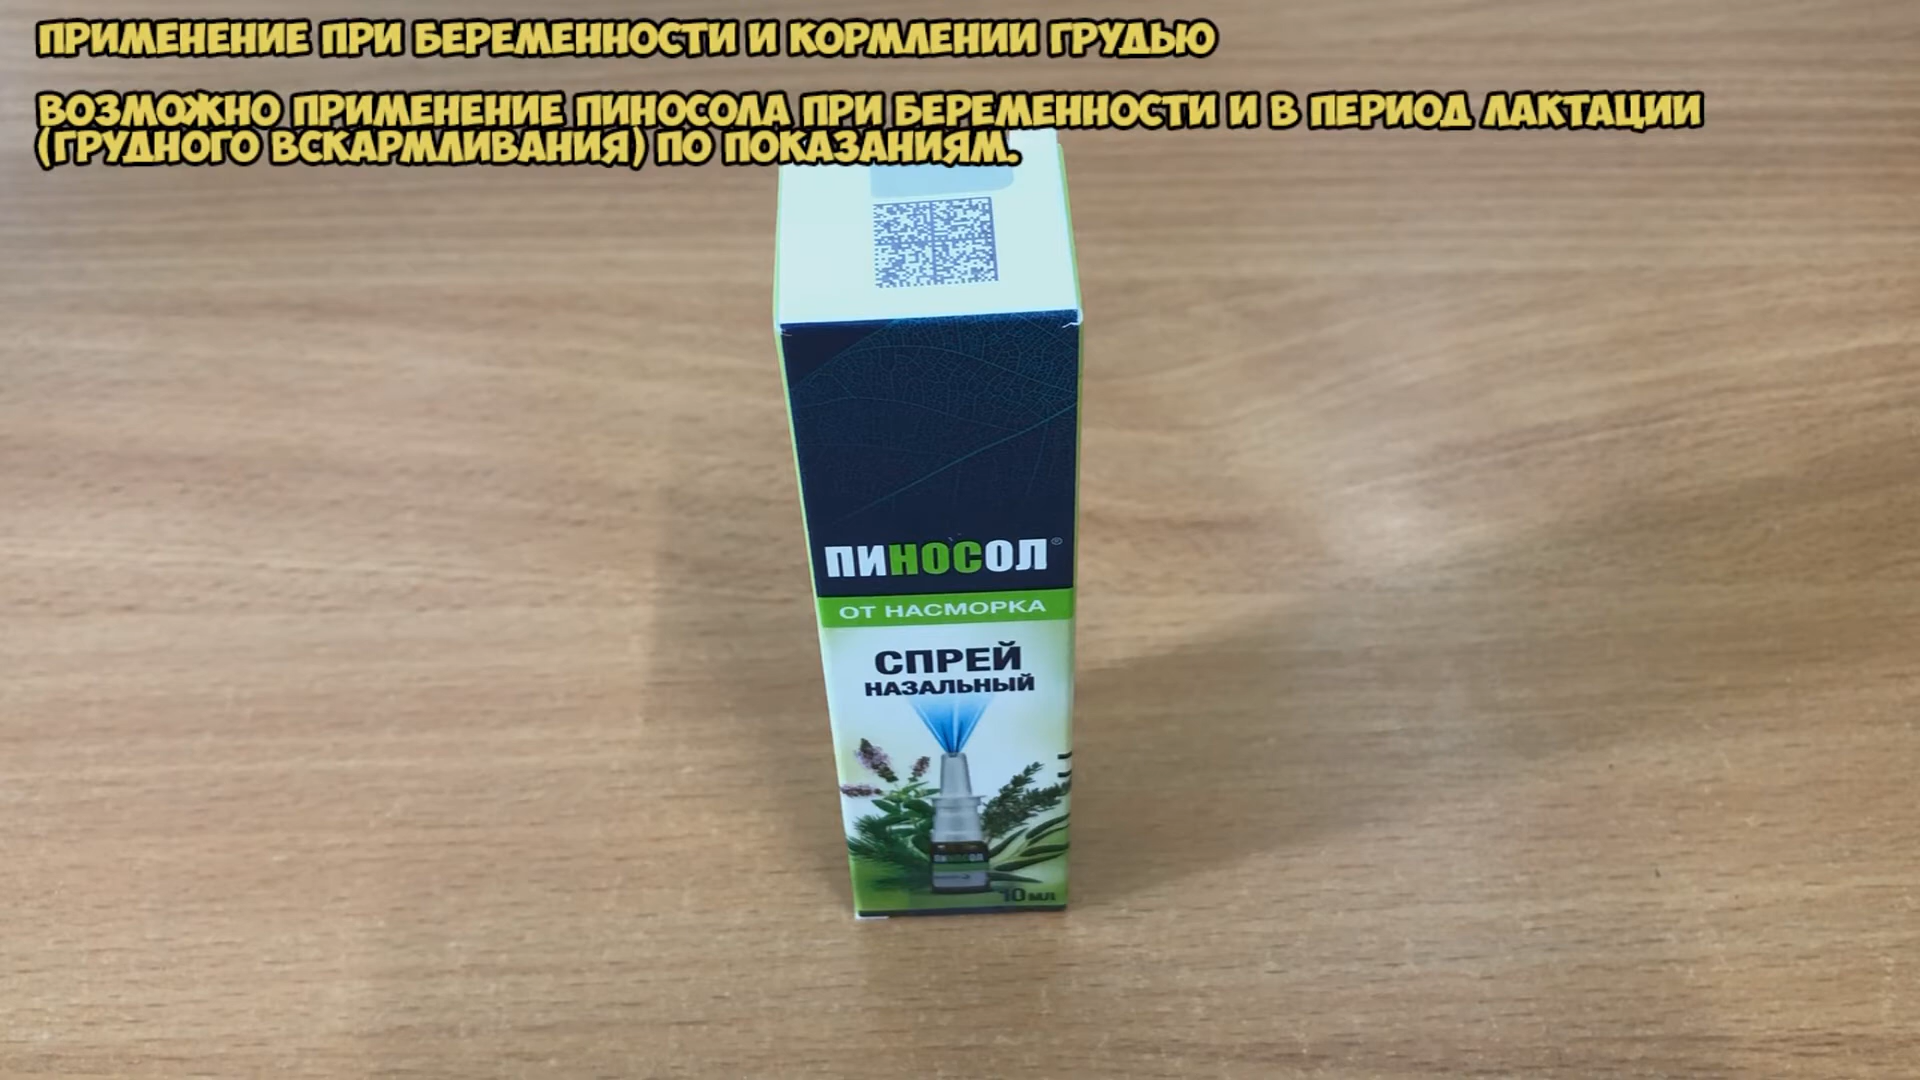 ПРИМЕНЕНИЕ ПРИ БЕРЕМЕННОСТИ И КОРМЛЕНИИ ГРУДЬЮ
ВОЗМОЖНО ПРИМЕНЕНИЕ ПИНОСОЛА ПРИ БЕРЕМЕННОСТИ И В ПЕРИОД ЛАКТАЦИИ
(ГРУДНОГО ВСКАРМЛИВАНИЯ) ПО ПОКАЗАНИЯМ.
ПИНОСОЛ®
ОТ НАСМОРКА
СПРЕЙ
НАЗАЛЬНЫЙ
ПИНОСОЛ
10 мл